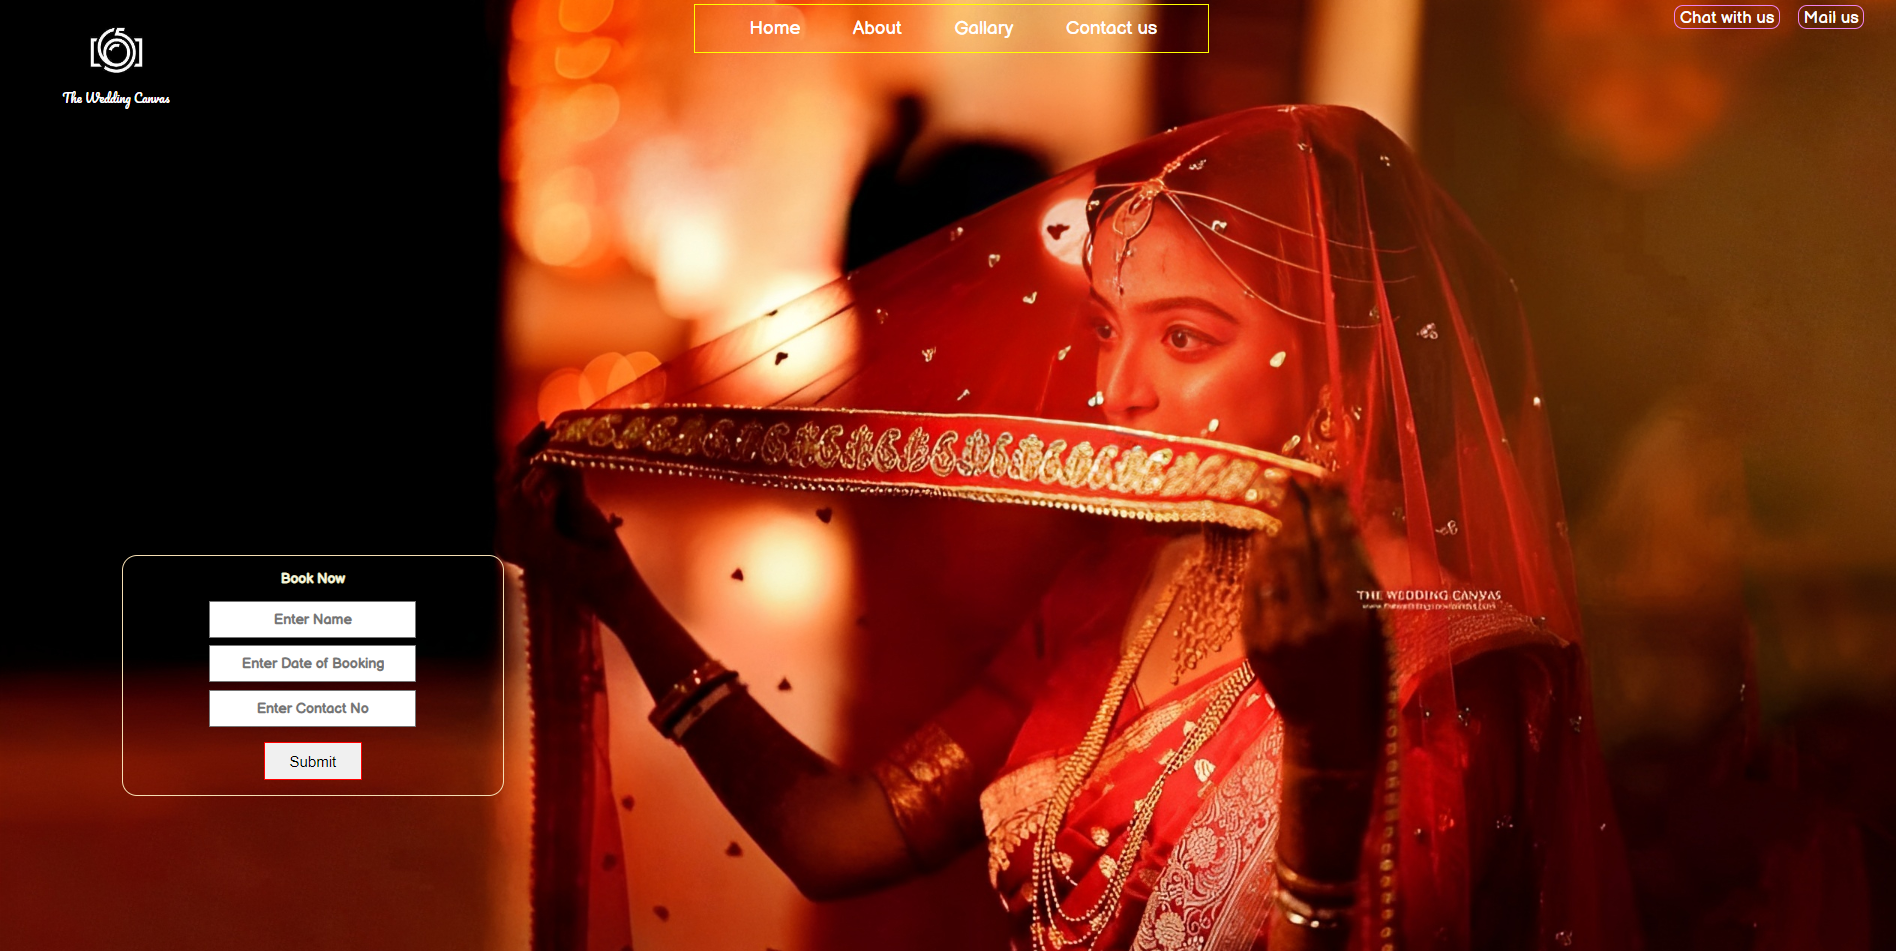 Home About Gallary Contact us
Chat with us Mail us
The Wedding Canvas
Book Now
Enter Name
Enter Date of Booking
Enter Contact No
Submit
THE WEDDING CANVAS